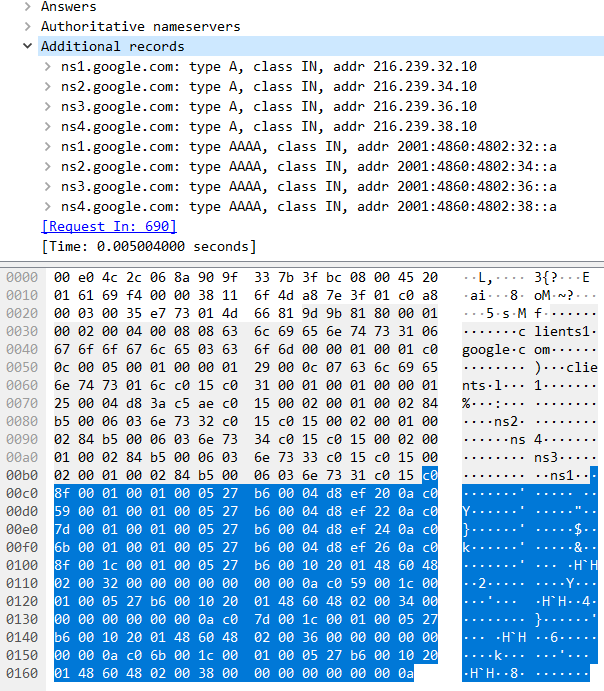 Answers
Authoritative nameservers
Additional records
ns1.google.com: type A, class IN, addr 216.239.32.10
ns2.google.com: type A, class IN, addr 216.239.34.10
ns3.google.com: type A, class IN, addr 216.239.36.10
ns4.google.com: type A, class IN, addr 216.239.38.10
ns1.google.com: type AAAA, class IN, addr 2001:4860:4802:32::a
ns2.google.com: type AAAA, class IN, addr 2001:4860:4802:34::a
ns3.google.com: type AAAA, class IN, addr 2001:4860:4802:36::a
ns4.google.com: type AAAA, class IN, addr 2001:4860:4802:38::a
[Request In: 690]
[Time: 0.005004000 seconds]
0000 00 e0 4c 2c 06 8a 90 9f 33 7b 3f bc 08 00 45 20 ··L,···· 3{?···E
0010 01 61 69 f4 00 00 38 11 6f 4d a8 7e 3f 01 c0 a8 ·ai···8· oM·~?···
0020 00 03 00 35 e7 73 01 4d 66 81 9d 9b 81 80 00 01 ···5·s·M f·······
0030 00 02 00 04 00 08 08 63 6c 69 65 6e 74 73 31 06 ·······c lients1·
0040 67 6f 6f 67 6c 65 03 63 6f 6d 00 00 01 00 01 c0 google·c om······
0050 0c 00 05 00 01 00 00 01 29 00 0c 07 63 6c 69 65 ········ )···clie
0060 6e 74 73 01 6c c0 15 c0 31 00 01 00 01 00 00 01 nts·l··· 1·······
0070 25 00 04 d8 3a c5 ae c0 15 00 02 00 01 00 02 84 %···:··· ········
0080 b5 00 06 03 6e 73 32 c0 15 c0 15 00 02 00 01 00 ····ns2· ········
0090 02 84 b5 00 06 03 6e 73 34 c0 15 c0 15 00 02 00 ······ns 4·······
00a0 01 00 02 84 b5 00 06 03 6e 73 33 c0 15 c0 15 00 ········ ns3·····
00b0 02 00 01 00 02 84 b5 00 06 03 6e 73 31 c0 15 c0 ········ ··ns1···
00c0 8f 00 01 00 01 00 05 27 b6 00 04 d8 ef 20 0a c0 ·······' ····· ··
00d0 59 00 01 00 01 00 05 27 b6 00 04 d8 ef 22 0a c0 Y······' ·····"··
00e0 7d 00 01 00 01 00 05 27 b6 00 04 d8 ef 24 0a c0 }······' ·····$··
00f0 6b 00 01 00 01 00 05 27 b6 00 04 d8 ef 26 0a c0 k······' ·····&··
0100 8f 00 1c 00 01 00 05 27 b6 00 10 20 01 48 60 48 ·······' ··· ·H`H
0110 02 00 32 00 00 00 00 00 00 00 0a c0 59 00 1c 00 ··2····· ····Y···
0120 01 00 05 27 b6 00 10 20 01 48 60 48 02 00 34 00 ···'··· ·H`H··4·
0130 00 00 00 00 00 00 0a c0 7d 00 1c 00 01 00 05 27 ········ }······'
0140 b6 00 10 20 01 48 60 48 02 00 36 00 00 00 00 00 ··· ·H`H ··6·····
0150 00 00 0a c0 6b 00 1c 00 01 00 05 27 b6 00 10 20 ····k··· ···'···
0160 01 48 60 48 02 00 38 00 00 00 00 00 00 00 0a ·H`H··8· ·······